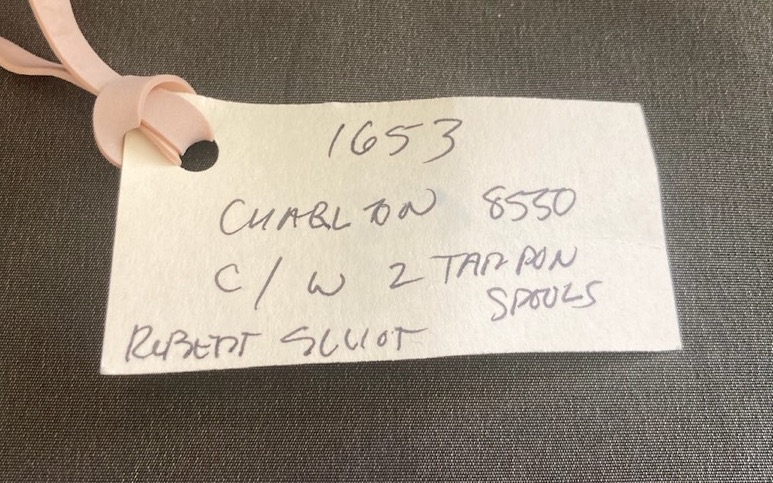 1653
CHARLTON 8550
C/W 2 TARPON
SPOOLS
ROBERT ELLIOT